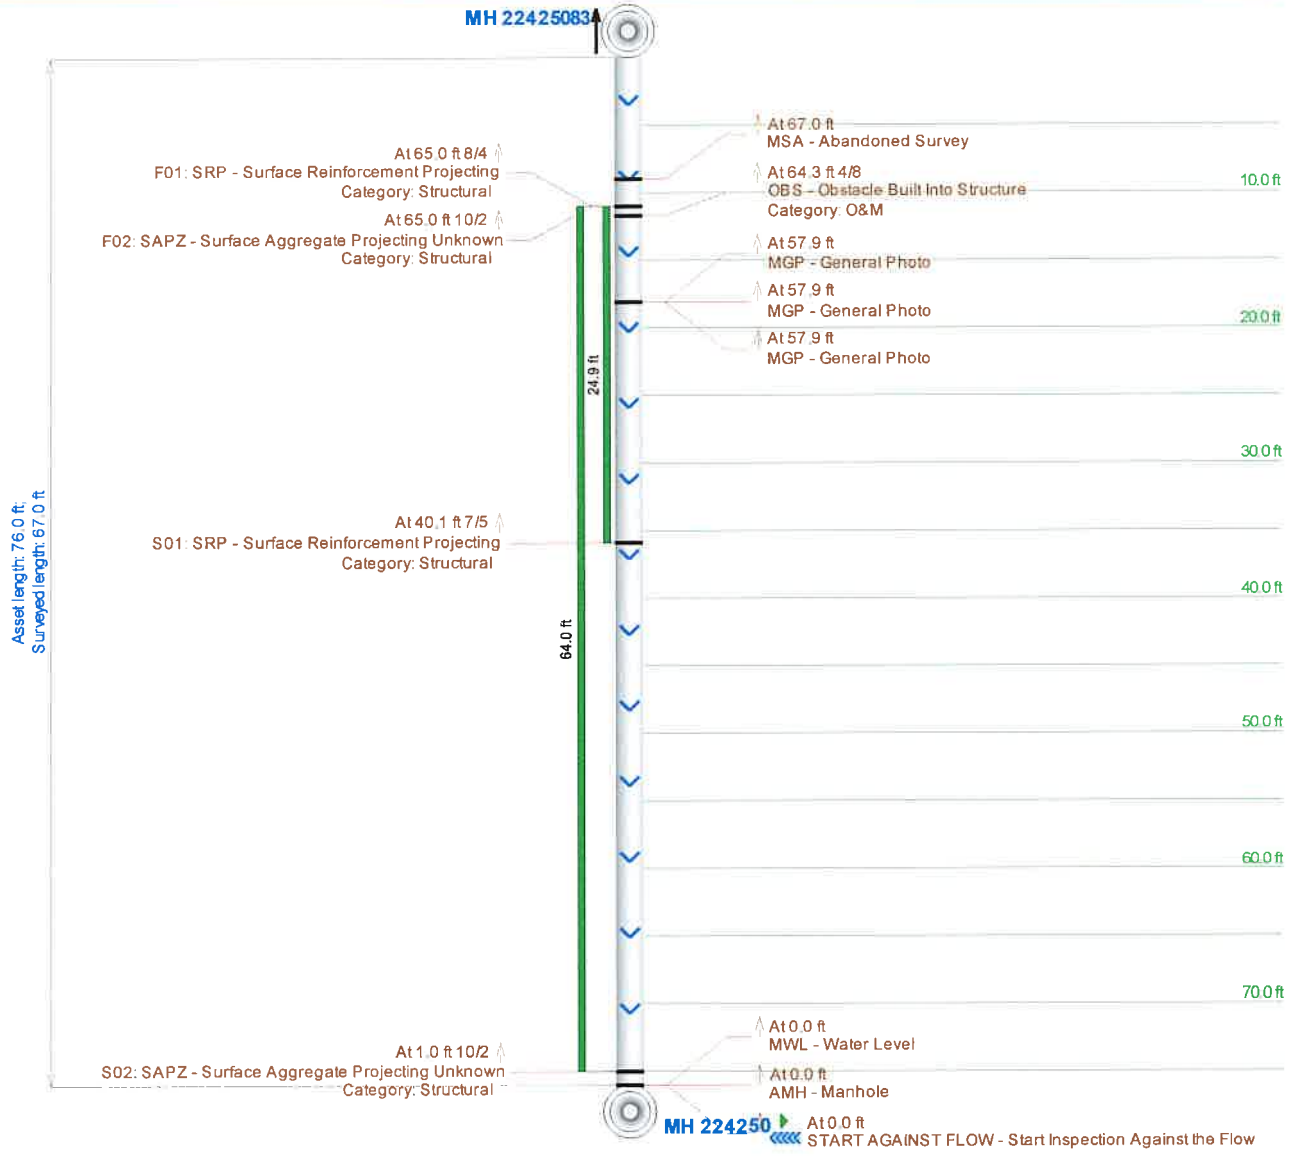 MH 22425083
At 67.0 ft
MSA - Abandoned Survey
At 65.0 ft 8/4
F01: SRP - Surface Reinforcement Projecting
Category: Structural
At 64.3 ft 4/8
OBS - Obstacle Built Into Structure
Category: O&M
10.0 ft
At 65.0 ft 10/2
F02: SAPZ - Surface Aggregate Projecting Unknown
Category: Structural
At 57.9 ft
MGP - General Photo
At 57.9 ft
MGP - General Photo
20.0 ft
At 57.9 ft
MGP - General Photo
24.9 ft
30.0 ft
Asset length: 76.0 ft,
Surveyed length: 67.0 ft
At 40.1 ft 7/5
S01: SRP - Surface Reinforcement Projecting
Category: Structural
40.0 ft
64.0 ft
50.0 ft
60.0 ft
70.0 ft
At 0.0 ft
MWL - Water Level
At 1.0 ft 10/2
S02: SAPZ - Surface Aggregate Projecting Unknown
Category: Structural
At 0.0 ft
AMH - Manhole
MH 224250
At 0.0 ft
START AGAINST FLOW - Start Inspection Against the Flow